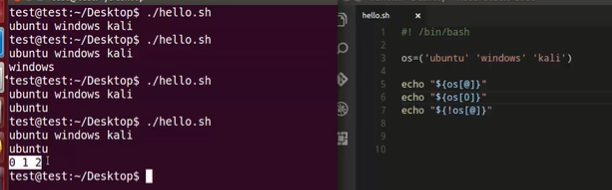 test@test:~/Desktop$ ./hello.sh
ubuntu windows kali
test@test:~/Desktop$ ./hello.sh
ubuntu windows kali
windows
test@test:~/Desktop$ ./hello.sh
ubuntu windows kali
ubuntu
test@test:~/Desktop$ ./hello.sh
ubuntu windows kali
ubuntu
0 1 2
test@test:~/Desktop$
hello.sh
1 #! /bin/bash
2
3 os=('ubuntu' 'windows' 'kali')
4
5 echo "${os[@]}"
6 echo "${os[0]}"
7 echo "${!os[@]}"
8
9
10